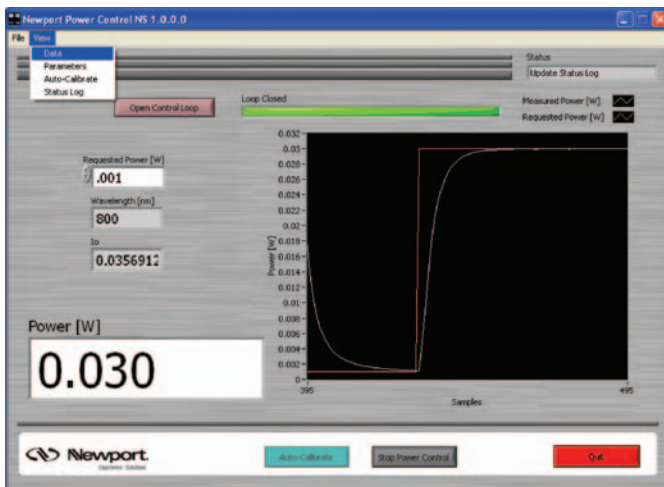 Newport Power Control NS 1.0.0.0
File View
Data
Parameters
Auto-Calibrate
Status Log
Status
Update Status Log
Open Control Loop
Loop Closed
Measured Power [W]
Requested Power [W]
Requested Power [W]
.001
Wavelength [nm]
800
Io
0.0356912
Power [W]
0.030
Power [W]
0.032
0.03
0.028
0.026
0.024
0.022
0.02
0.018
0.016
0.014
0.012
0.01
0.008
0.006
0.004
0.002
0
395
495
Samples
Newport.
Experience | Solutions
Auto-Calibrate
Stop Power Control
Quit